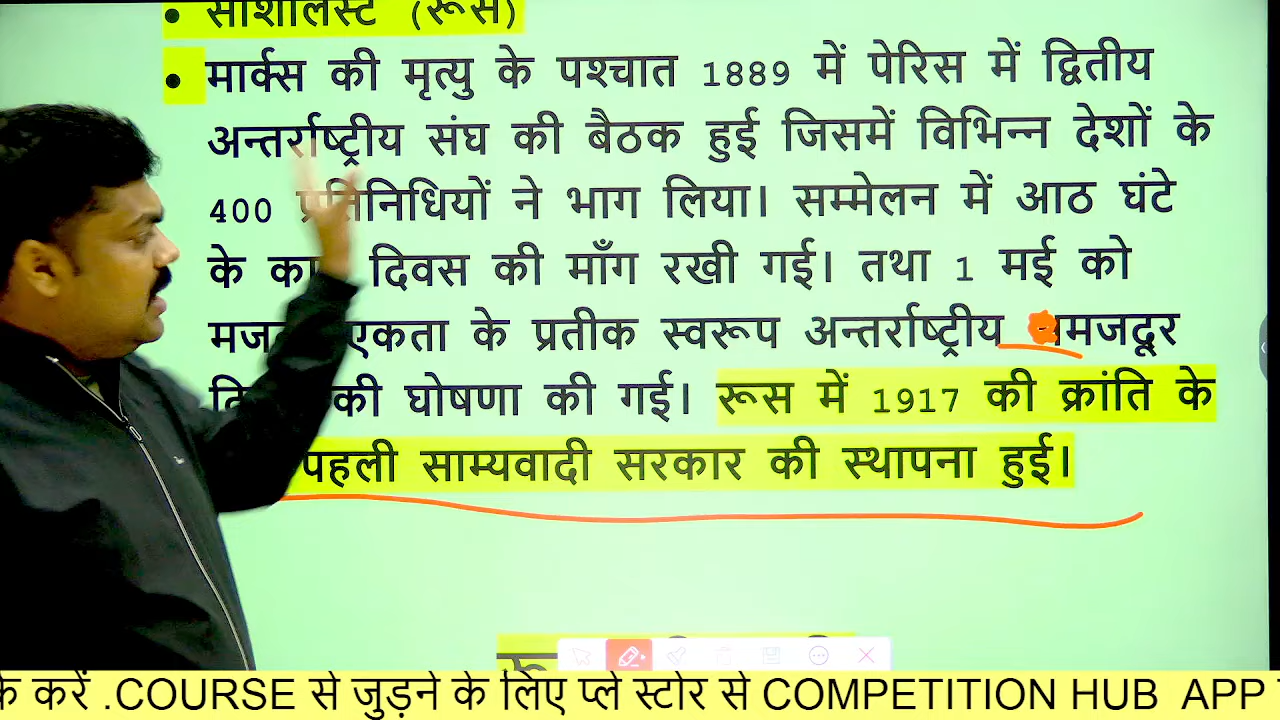 सोशलिस्ट (रूस)
मार्क्स की मृत्यु के पश्चात 1889 में पेरिस में द्वितीय
अन्तर्राष्ट्रीय संघ की बैठक हुई जिसमें विभिन्न देशों के
400 प्रतिनिधियों ने भाग लिया। सम्मेलन में आठ घंटे
के दिवस की माँग रखी गई। तथा 1 मई को
एकता के प्रतीक स्वरूप अन्तर्राष्ट्रीय मजदूर
की घोषणा की गई। रूस में 1917 की क्रांति के
पहली साम्यवादी सरकार की स्थापना हुई।
करें .COURSE से जुड़ने के लिए प्ले स्टोर से COMPETITION HUB APP